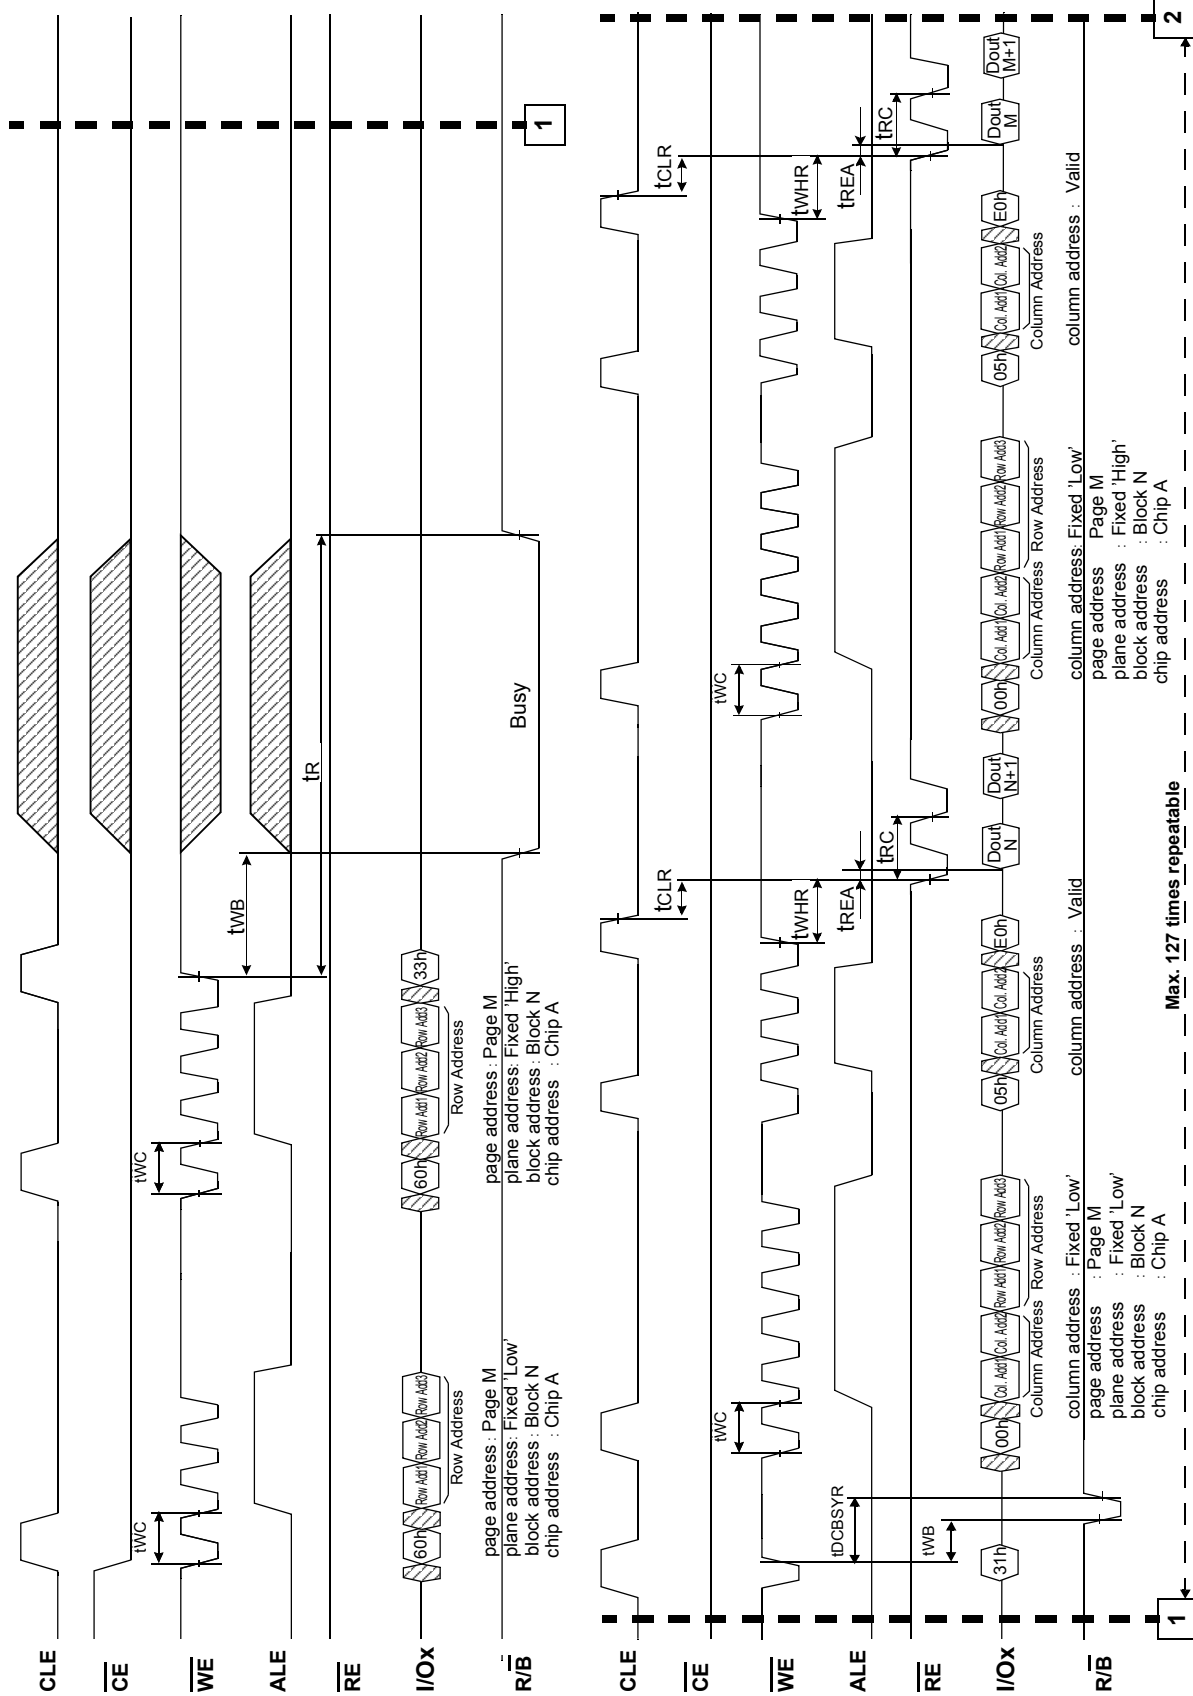 CLE
CE
WE
ALE
RE
I/Ox
R/B
tWC
tWC
tWB
tR
Busy
60h Row Add1 Row Add2 Row Add3
Row Address
page address : Page M
plane address: Fixed 'Low'
block address : Block N
chip address : Chip A
60h Row Add1 Row Add2 Row Add3 33h
Row Address
page address : Page M
plane address: Fixed 'High'
block address : Block N
chip address : Chip A
1
CLE
CE
WE
ALE
RE
I/Ox
R/B
tDCBSYR
tWB
tWC
tCLR
tWHR
tREA
tRC
tWC
tCLR
tWHR
tREA
tRC
31h 00h Col. Add1 Col. Add2 Row Add1 Row Add2 Row Add3 05h Col. Add1 Col. Add2 E0h Dout N Dout N+1 00h Col. Add1 Col. Add2 Row Add1 Row Add2 Row Add3 05h Col. Add1 Col. Add2 E0h Dout M Dout M+1
Column Address Row Address Column Address Column Address Row Address Column Address
column address : Fixed 'Low'
page address : Page M
plane address : Fixed 'Low'
block address : Block N
chip address : Chip A
column address : Valid
column address: Fixed 'Low'
page address Page M
plane address : Fixed 'High'
block address : Block N
chip address : Chip A
column address : Valid
Max. 127 times repeatable
1
2